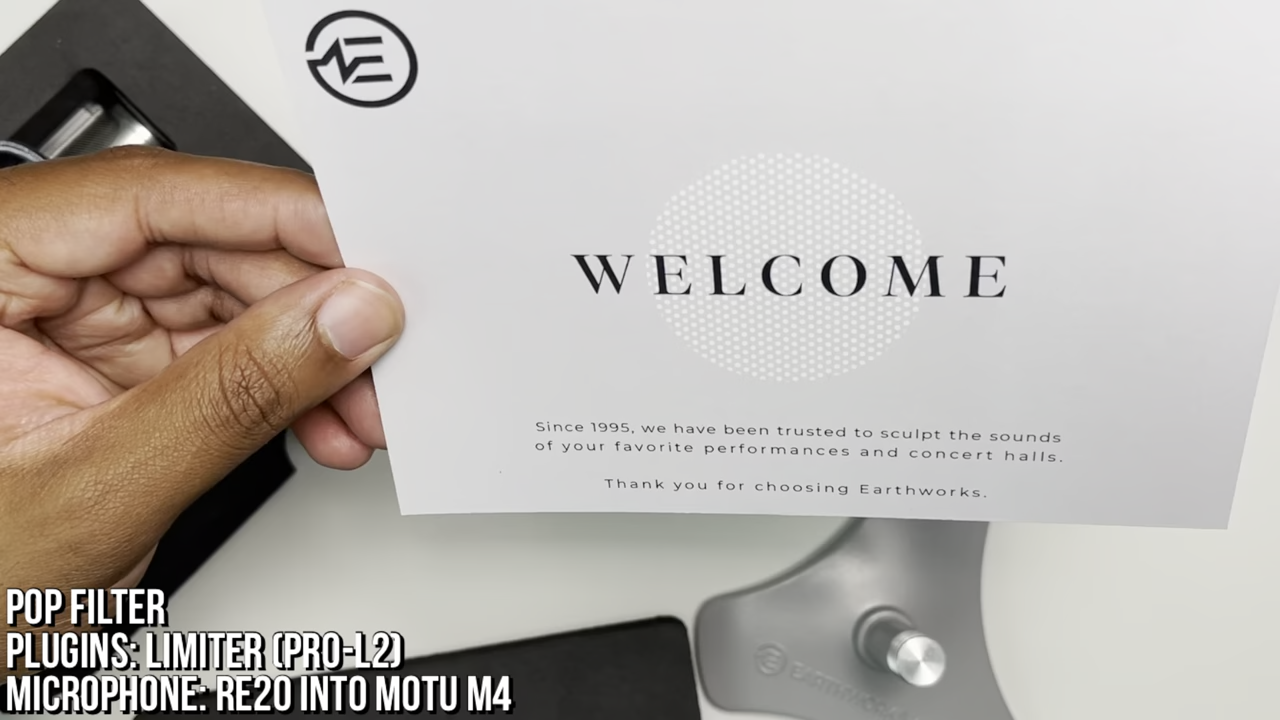 WELCOME
Since 1995, we have been trusted to sculpt the sounds
of your favorite performances and concert halls.
Thank you for choosing Earthworks.
EARTHWORKS
POP FILTER
PLUGINS: LIMITER (PRO-L2)
MICROPHONE: RE20 INTO MOTU M4